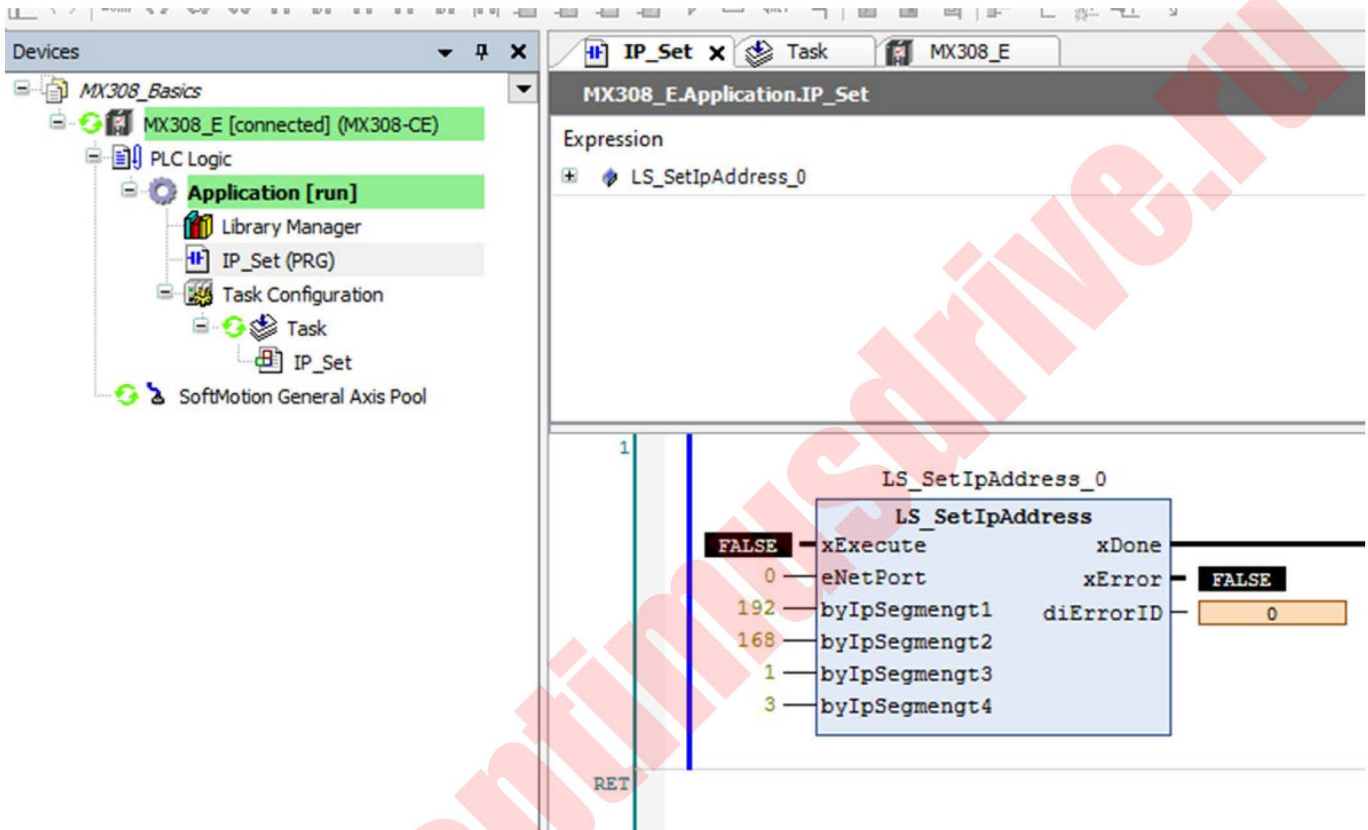 Devices
MX308_Basics
MX308_E [connected] (MX308-CE)
PLC Logic
Application [run]
Library Manager
IP_Set (PRG)
Task Configuration
Task
IP_Set
SoftMotion General Axis Pool
IP_Set
Task
MX308_E
MX308_E.Application.IP_Set
Expression
LS_SetIpAddress_0
1
LS_SetIpAddress_0
LS_SetIpAddress
FALSE xExecute xDone
0 eNetPort xError FALSE
192 byIpSegmengt1 diErrorID 0
168 byIpSegmengt2
1 byIpSegmengt3
3 byIpSegmengt4
RET
optimusdrive.ru